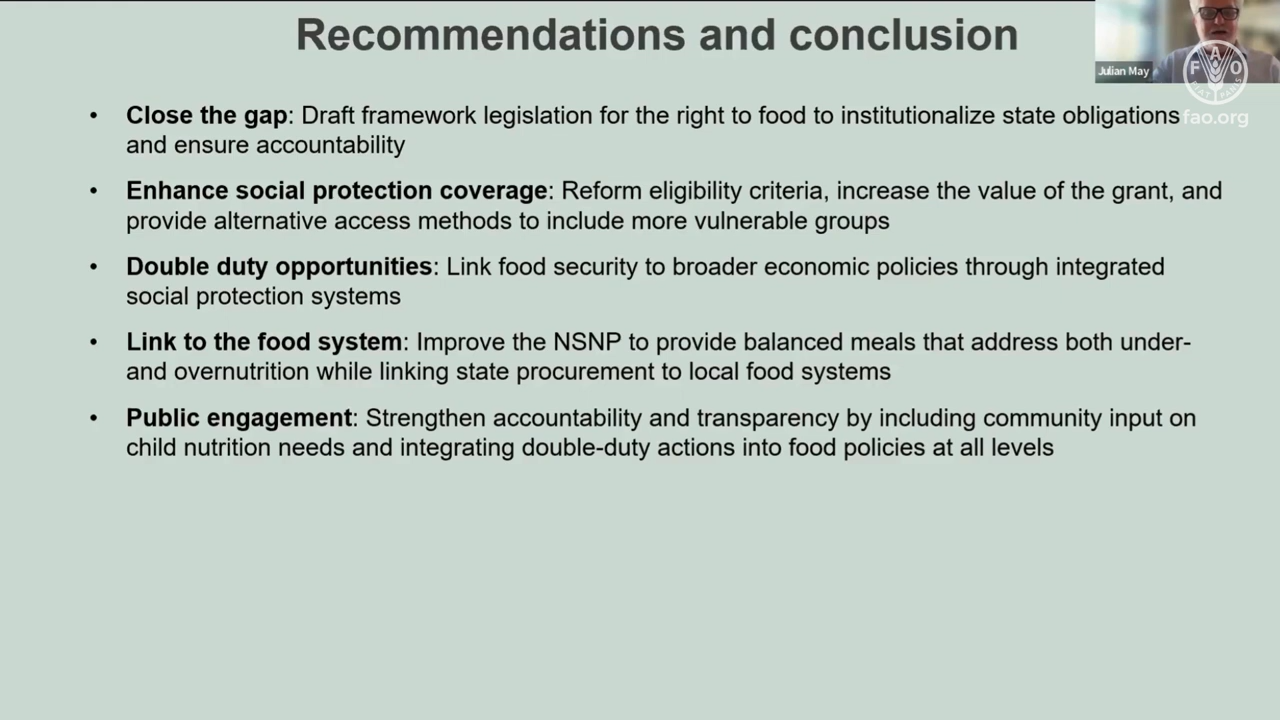 Recommendations and conclusion
Julian May
F A O
FIAT PANIS
fao.org
• Close the gap: Draft framework legislation for the right to food to institutionalize state obligations
and ensure accountability
• Enhance social protection coverage: Reform eligibility criteria, increase the value of the grant, and
provide alternative access methods to include more vulnerable groups
• Double duty opportunities: Link food security to broader economic policies through integrated
social protection systems
• Link to the food system: Improve the NSNP to provide balanced meals that address both under-
and overnutrition while linking state procurement to local food systems
• Public engagement: Strengthen accountability and transparency by including community input on
child nutrition needs and integrating double-duty actions into food policies at all levels